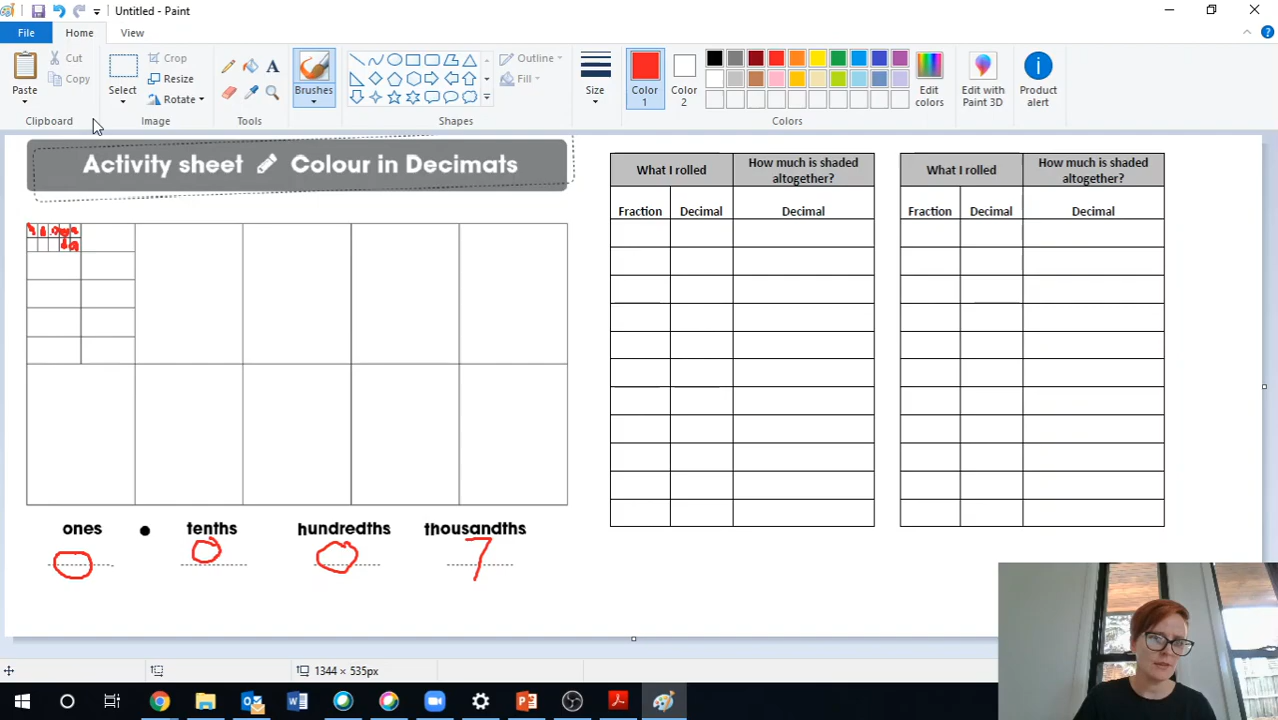 Untitled - Paint
File Home View
Paste
Cut
Copy
Clipboard
Select
Crop
Resize
Rotate
Image
Tools
Brushes
Shapes
Outline
Fill
Size
Color 1
Color 2
Colors
Edit colors
Edit with Paint 3D
Product alert
Activity sheet Colour in Decimats
ones • tenths hundredths thousandths
0 0 0 7
What I rolled How much is shaded altogether?
Fraction Decimal Decimal
What I rolled How much is shaded altogether?
Fraction Decimal Decimal
1344 × 535px